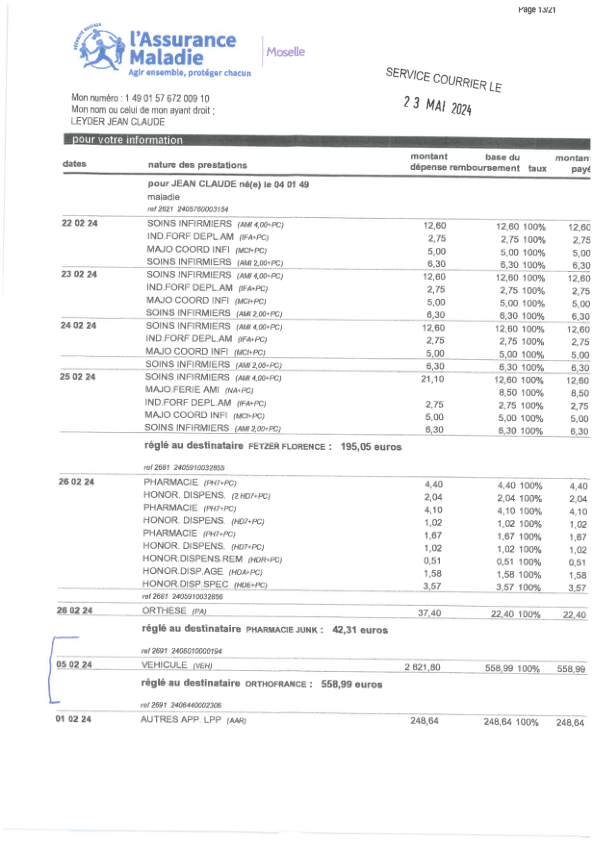 Page 13/21
SÉCURITÉ SOCIALE
l'Assurance
Maladie
Agir ensemble, protéger chacun
Moselle
SERVICE COURRIER LE
23 MAI 2024
Mon numéro : 1 49 01 57 672 009 10
Mon nom ou celui de mon ayant droit :
LEYDER JEAN CLAUDE
pour votre information
dates nature des prestations montant dépense base du remboursement taux montant payé
pour JEAN CLAUDE né(e) le 04 01 49
maladie
ref 2621 2405760003154
22 02 24 SOINS INFIRMIERS (AMI 4,00+PC) 12,60 12,60 100% 12,60
IND.FORF DEPL.AM (IFA+PC) 2,75 2,75 100% 2,75
MAJO COORD INFI (MCI+PC) 5,00 5,00 100% 5,00
SOINS INFIRMIERS (AMI 2,00+PC) 6,30 6,30 100% 6,30
23 02 24 SOINS INFIRMIERS (AMI 4,00+PC) 12,60 12,60 100% 12,60
IND.FORF DEPL.AM (IFA+PC) 2,75 2,75 100% 2,75
MAJO COORD INFI (MCI+PC) 5,00 5,00 100% 5,00
SOINS INFIRMIERS (AMI 2,00+PC) 6,30 6,30 100% 6,30
24 02 24 SOINS INFIRMIERS (AMI 4,00+PC) 12,60 12,60 100% 12,60
IND.FORF DEPL.AM (IFA+PC) 2,75 2,75 100% 2,75
MAJO COORD INFI (MCI+PC) 5,00 5,00 100% 5,00
SOINS INFIRMIERS (AMI 2,00+PC) 6,30 6,30 100% 6,30
25 02 24 SOINS INFIRMIERS (AMI 4,00+PC) 21,10 12,60 100% 12,60
MAJO.FERIE AMI (NA+PC) 8,50 100% 8,50
IND.FORF DEPL.AM (IFA+PC) 2,75 2,75 100% 2,75
MAJO COORD INFI (MCI+PC) 5,00 5,00 100% 5,00
SOINS INFIRMIERS (AMI 2,00+PC) 6,30 6,30 100% 6,30
réglé au destinataire FETZER FLORENCE : 195,05 euros
ref 2681 2405910032855
26 02 24 PHARMACIE (PH7+PC) 4,40 4,40 100% 4,40
HONOR. DISPENS. (2 HD7+PC) 2,04 2,04 100% 2,04
PHARMACIE (PH7+PC) 4,10 4,10 100% 4,10
HONOR. DISPENS. (HD7+PC) 1,02 1,02 100% 1,02
PHARMACIE (PH7+PC) 1,67 1,67 100% 1,67
HONOR. DISPENS. (HD7+PC) 1,02 1,02 100% 1,02
HONOR.DISPENS.REM (HDR+PC) 0,51 0,51 100% 0,51
HONOR.DISP.AGE (HDA+PC) 1,58 1,58 100% 1,58
HONOR.DISP.SPEC (HDE+PC) 3,57 3,57 100% 3,57
ref 2681 2405910032856
26 02 24 ORTHESE (PA) 37,40 22,40 100% 22,40
réglé au destinataire PHARMACIE JUNK : 42,31 euros
ref 2691 2406010000194
05 02 24 VEHICULE (VEH) 2 821,80 558,99 100% 558,99
réglé au destinataire ORTHOFRANCE : 558,99 euros
ref 2691 2406440002306
01 02 24 AUTRES APP. LPP (AAR) 248,64 248,64 100% 248,64